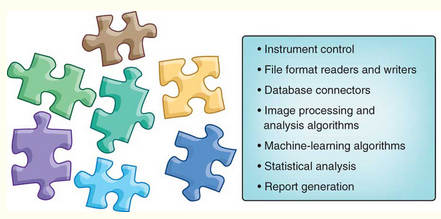 • Instrument control
• File format readers and writers
• Database connectors
• Image processing and
analysis algorithms
• Machine-learning algorithms
• Statistical analysis
• Report generation